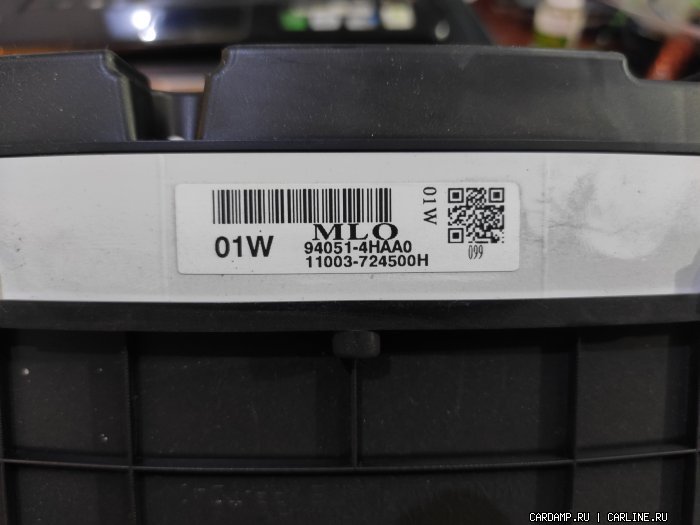 01W
MLO
94051-4HAA0
11003-724500H
01W
099
CARDAMP.RU | CARLINE.RU